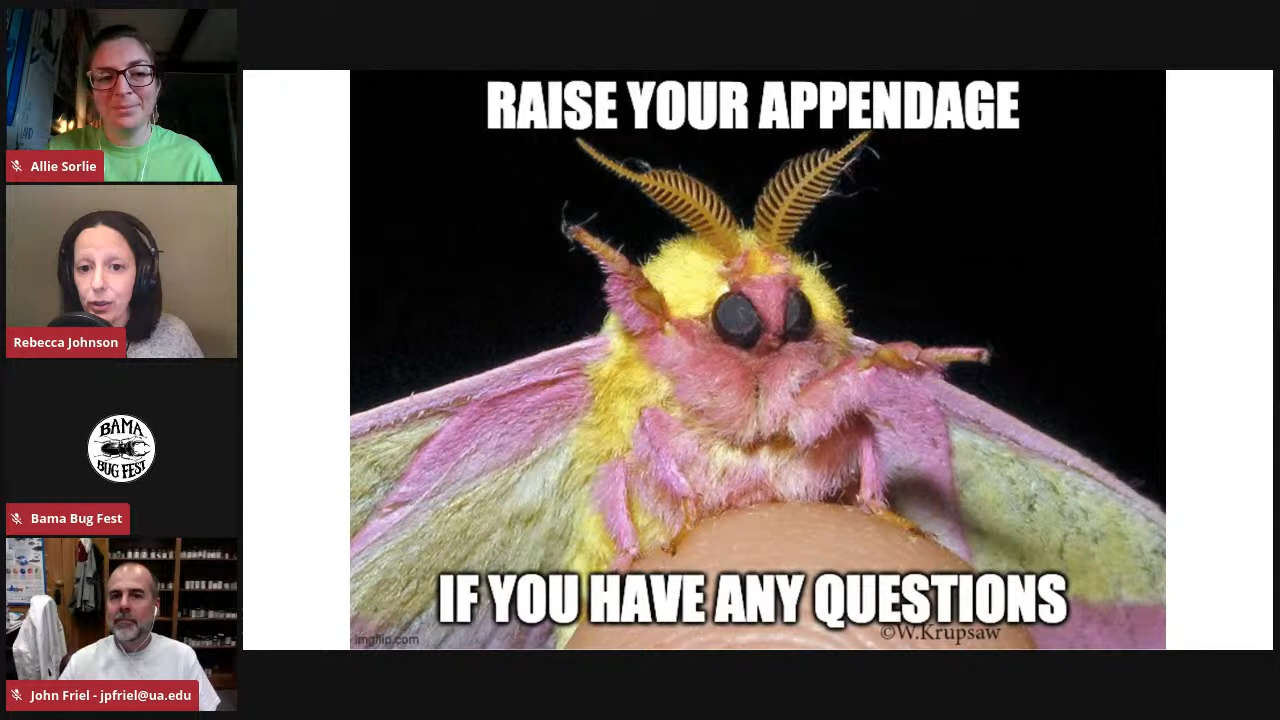 Allie Sorlie
Rebecca Johnson
BAMA
BUG FEST
Bama Bug Fest
John Friel - jpfriel@ua.edu
RAISE YOUR APPENDAGE
IF YOU HAVE ANY QUESTIONS
©W.Krupsaw
imgflip.com